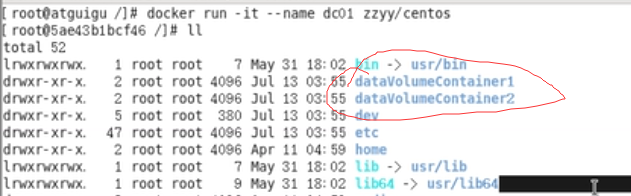 [root@atguigu /]# docker run -it --name dc01 zzyy/centos
[root@5ae43b1bcf46 /]# ll
total 52
lrwxrwxrwx. 1 root root 7 May 31 18:02 bin -> usr/bin
drwxr-xr-x. 2 root root 4096 Jul 13 03:55 dataVolumeContainer1
drwxr-xr-x. 2 root root 4096 Jul 13 03:55 dataVolumeContainer2
drwxr-xr-x. 5 root root 380 Jul 13 03:55 dev
drwxr-xr-x. 47 root root 4096 Jul 13 03:55 etc
drwxr-xr-x. 2 root root 4096 Apr 11 04:59 home
lrwxrwxrwx. 1 root root 7 May 31 18:02 lib -> usr/lib
lrwxrwxrwx. 1 root root 9 May 31 18:02 lib64 -> usr/lib64